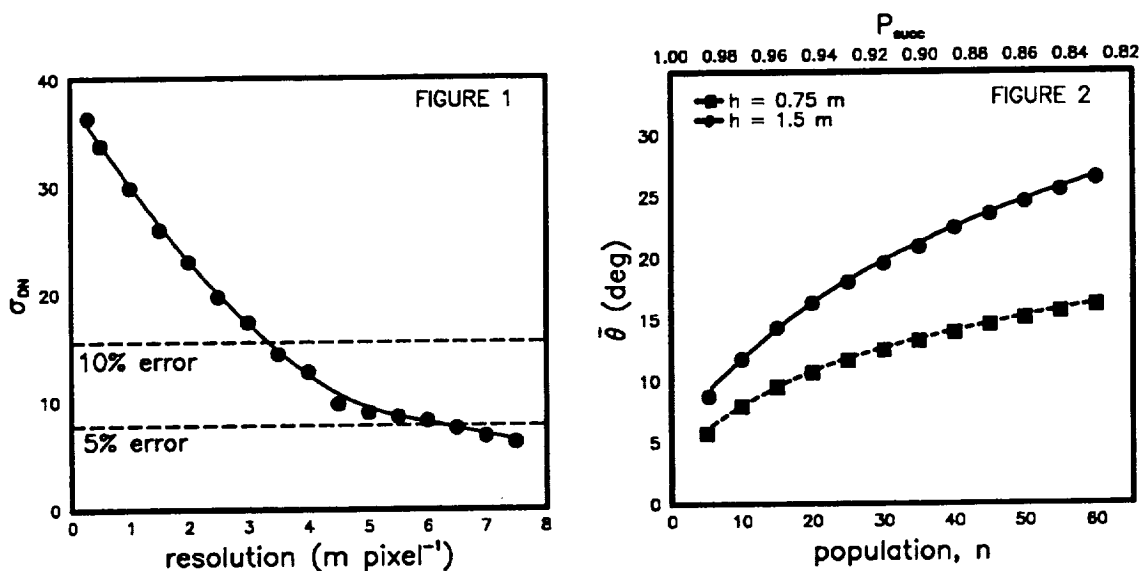 FIGURE 1
40
30
20
10
0
σDN
10% error
5% error
0 1 2 3 4 5 6 7 8
resolution (m pixel⁻¹)
Psucc
1.00 0.98 0.96 0.94 0.92 0.90 0.88 0.86 0.84 0.82
FIGURE 2
h = 0.75 m
h = 1.5 m
30
25
20
15
10
5
0
θ̄ (deg)
0 10 20 30 40 50 60
population, n